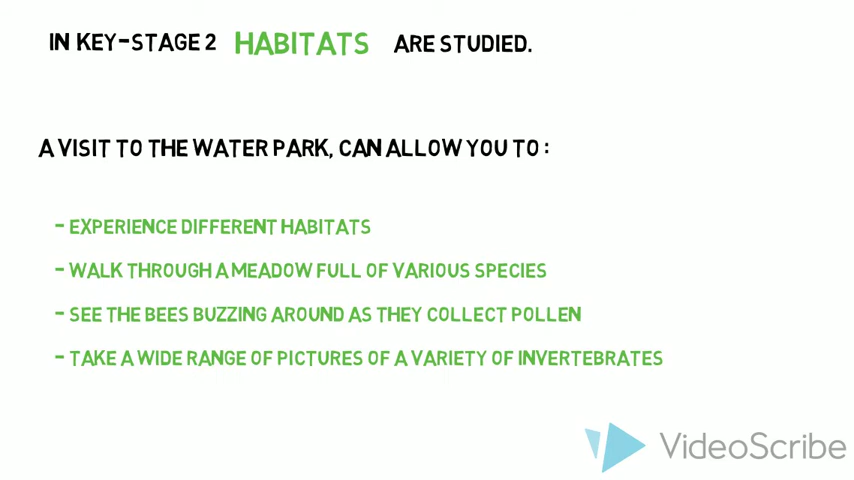 IN KEY-STAGE 2 HABITATS ARE STUDIED.
A VISIT TO THE WATER PARK, CAN ALLOW YOU TO :
- EXPERIENCE DIFFERENT HABITATS
- WALK THROUGH A MEADOW FULL OF VARIOUS SPECIES
- SEE THE BEES BUZZING AROUND AS THEY COLLECT POLLEN
- TAKE A WIDE RANGE OF PICTURES OF A VARIETY OF INVERTEBRATES
VideoScribe